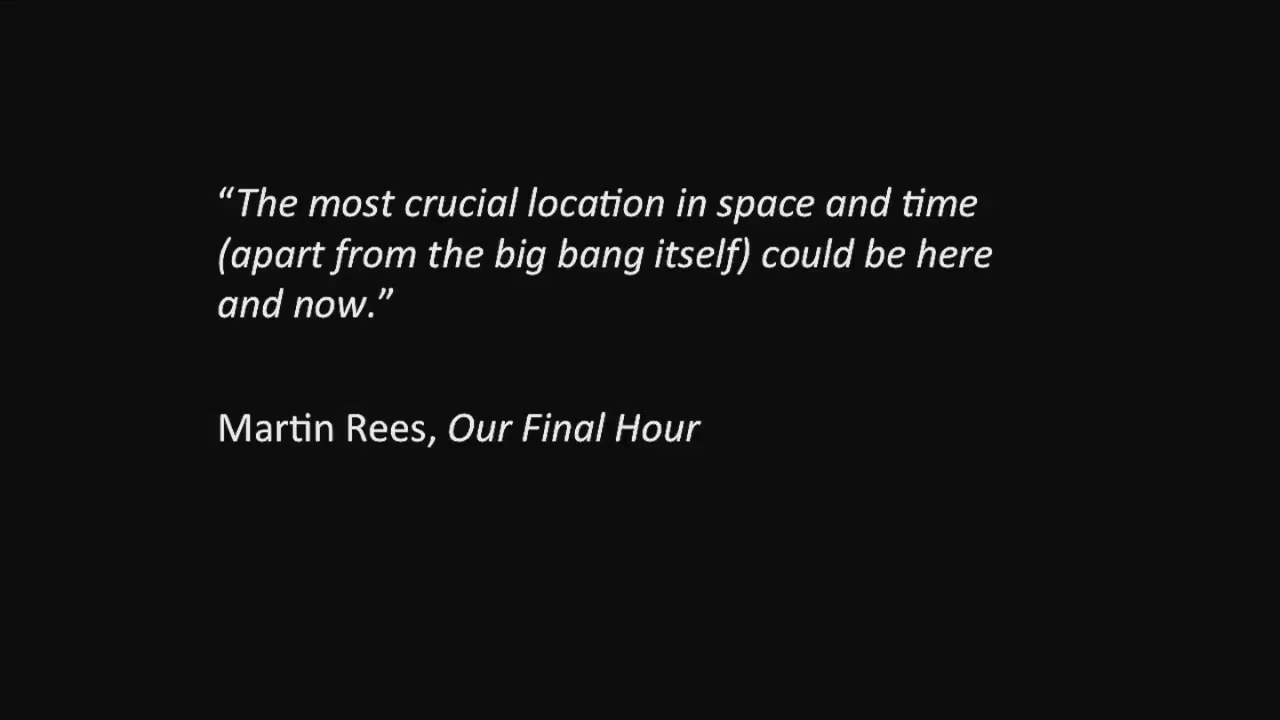 “The most crucial location in space and time
(apart from the big bang itself) could be here
and now.”
Martin Rees, Our Final Hour